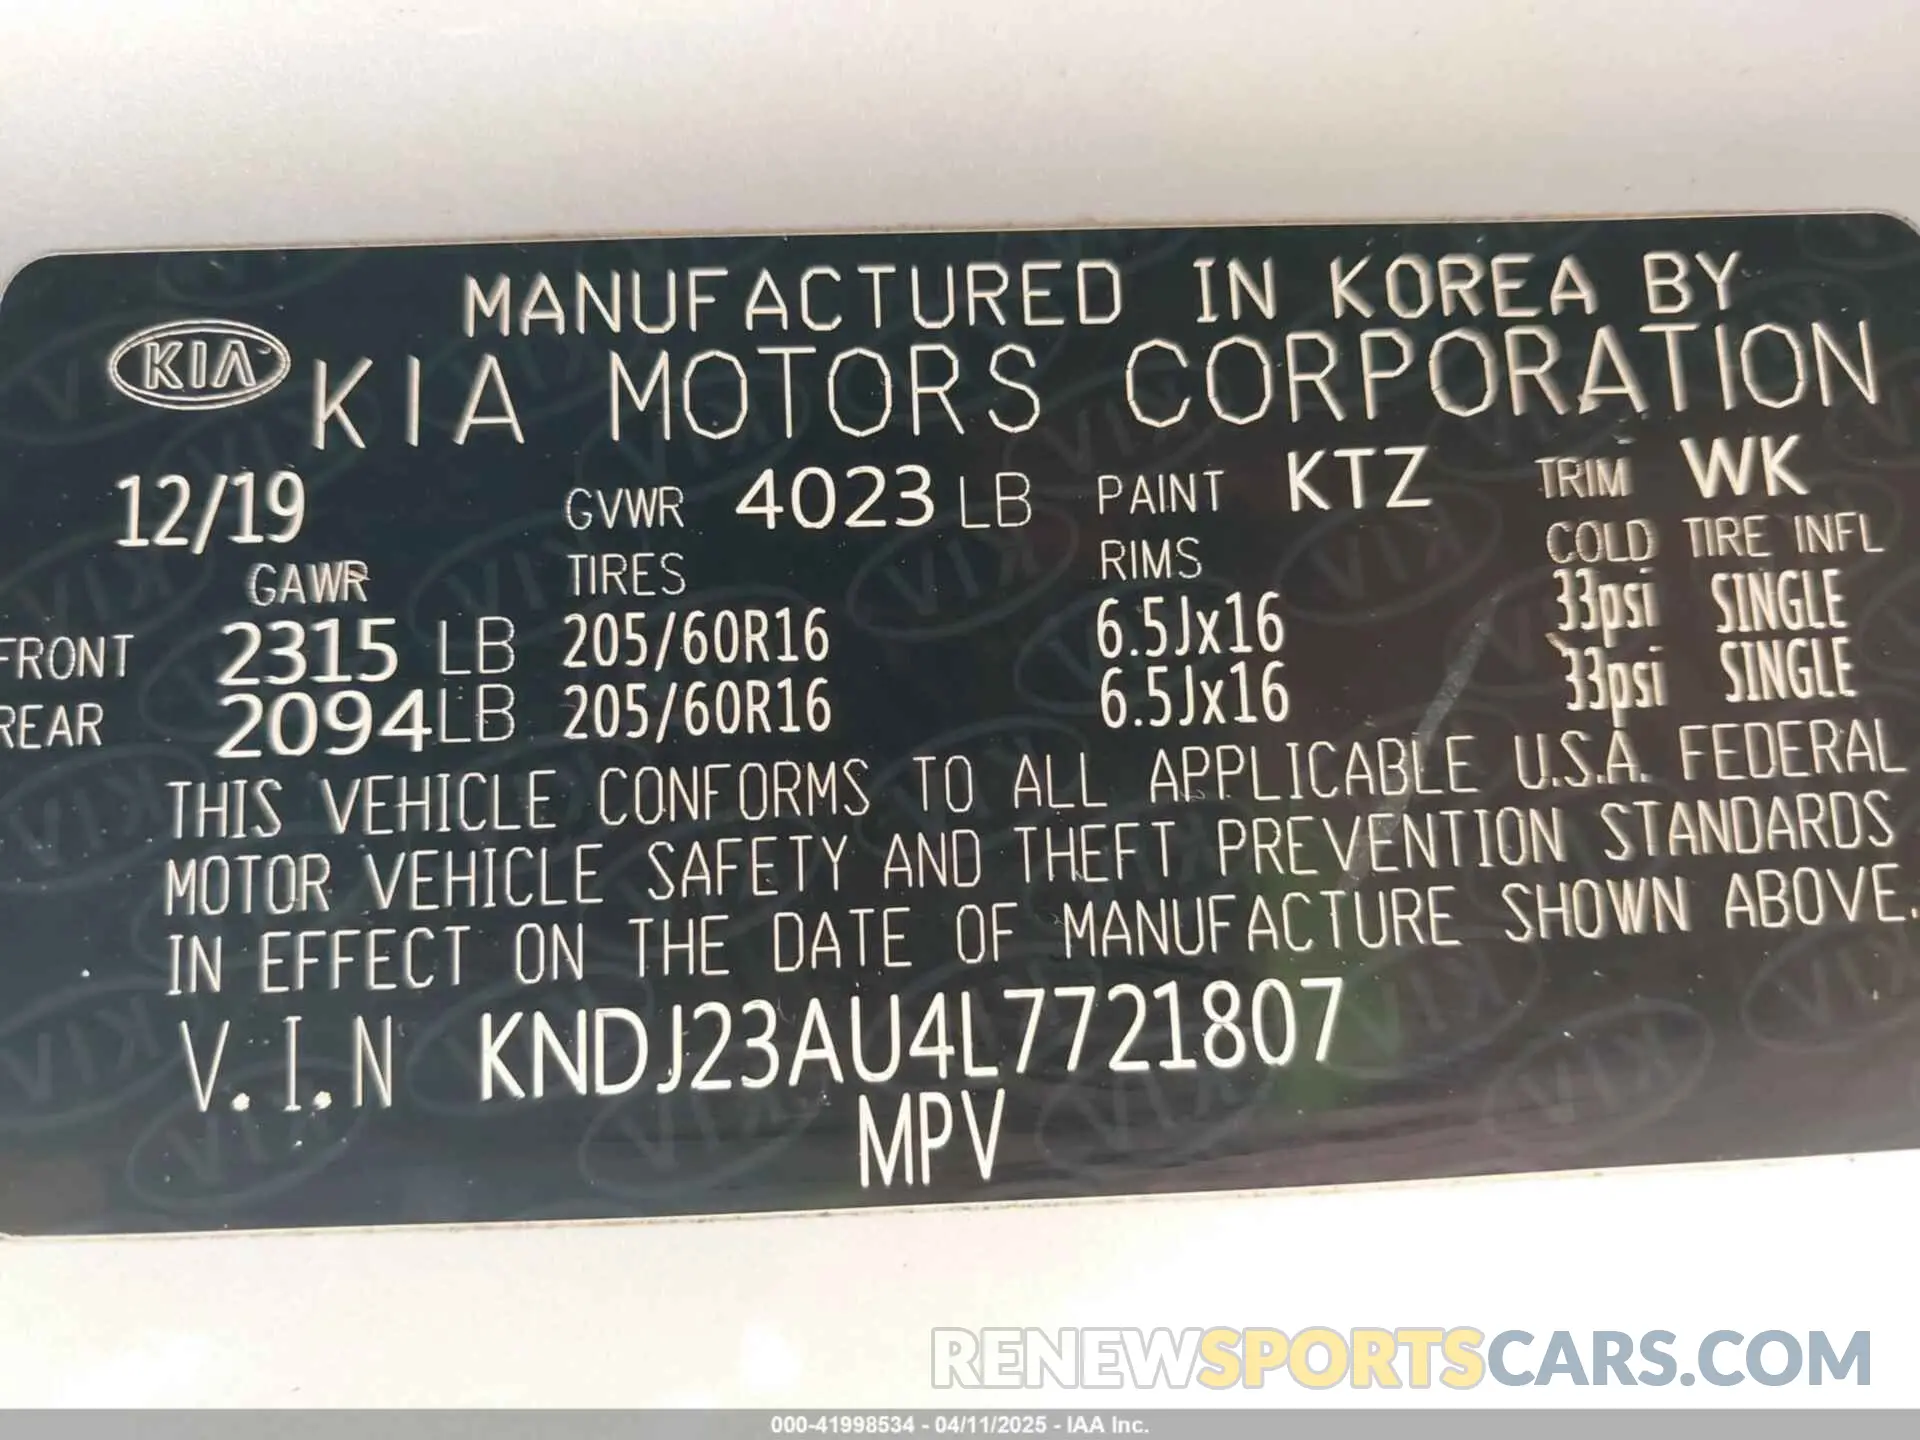 MANUFACTURED IN KOREA BY
KIA KIA MOTORS CORPORATION
12/19 GVWR 4023 LB PAINT KTZ TRIM WK
GAWR TIRES RIMS COLD TIRE INFL
FRONT 2315 LB 205/60R16 6.5Jx16 33psi SINGLE
REAR 2094 LB 205/60R16 6.5Jx16 33psi SINGLE
THIS VEHICLE CONFORMS TO ALL APPLICABLE U.S.A. FEDERAL
MOTOR VEHICLE SAFETY AND THEFT PREVENTION STANDARDS
IN EFFECT ON THE DATE OF MANUFACTURE SHOWN ABOVE.
V.I.N KNDJ23AU4L7721807
MPV
RENEWSPORTSCARS.COM
000-41998534 - 04/11/2025 - IAA Inc.